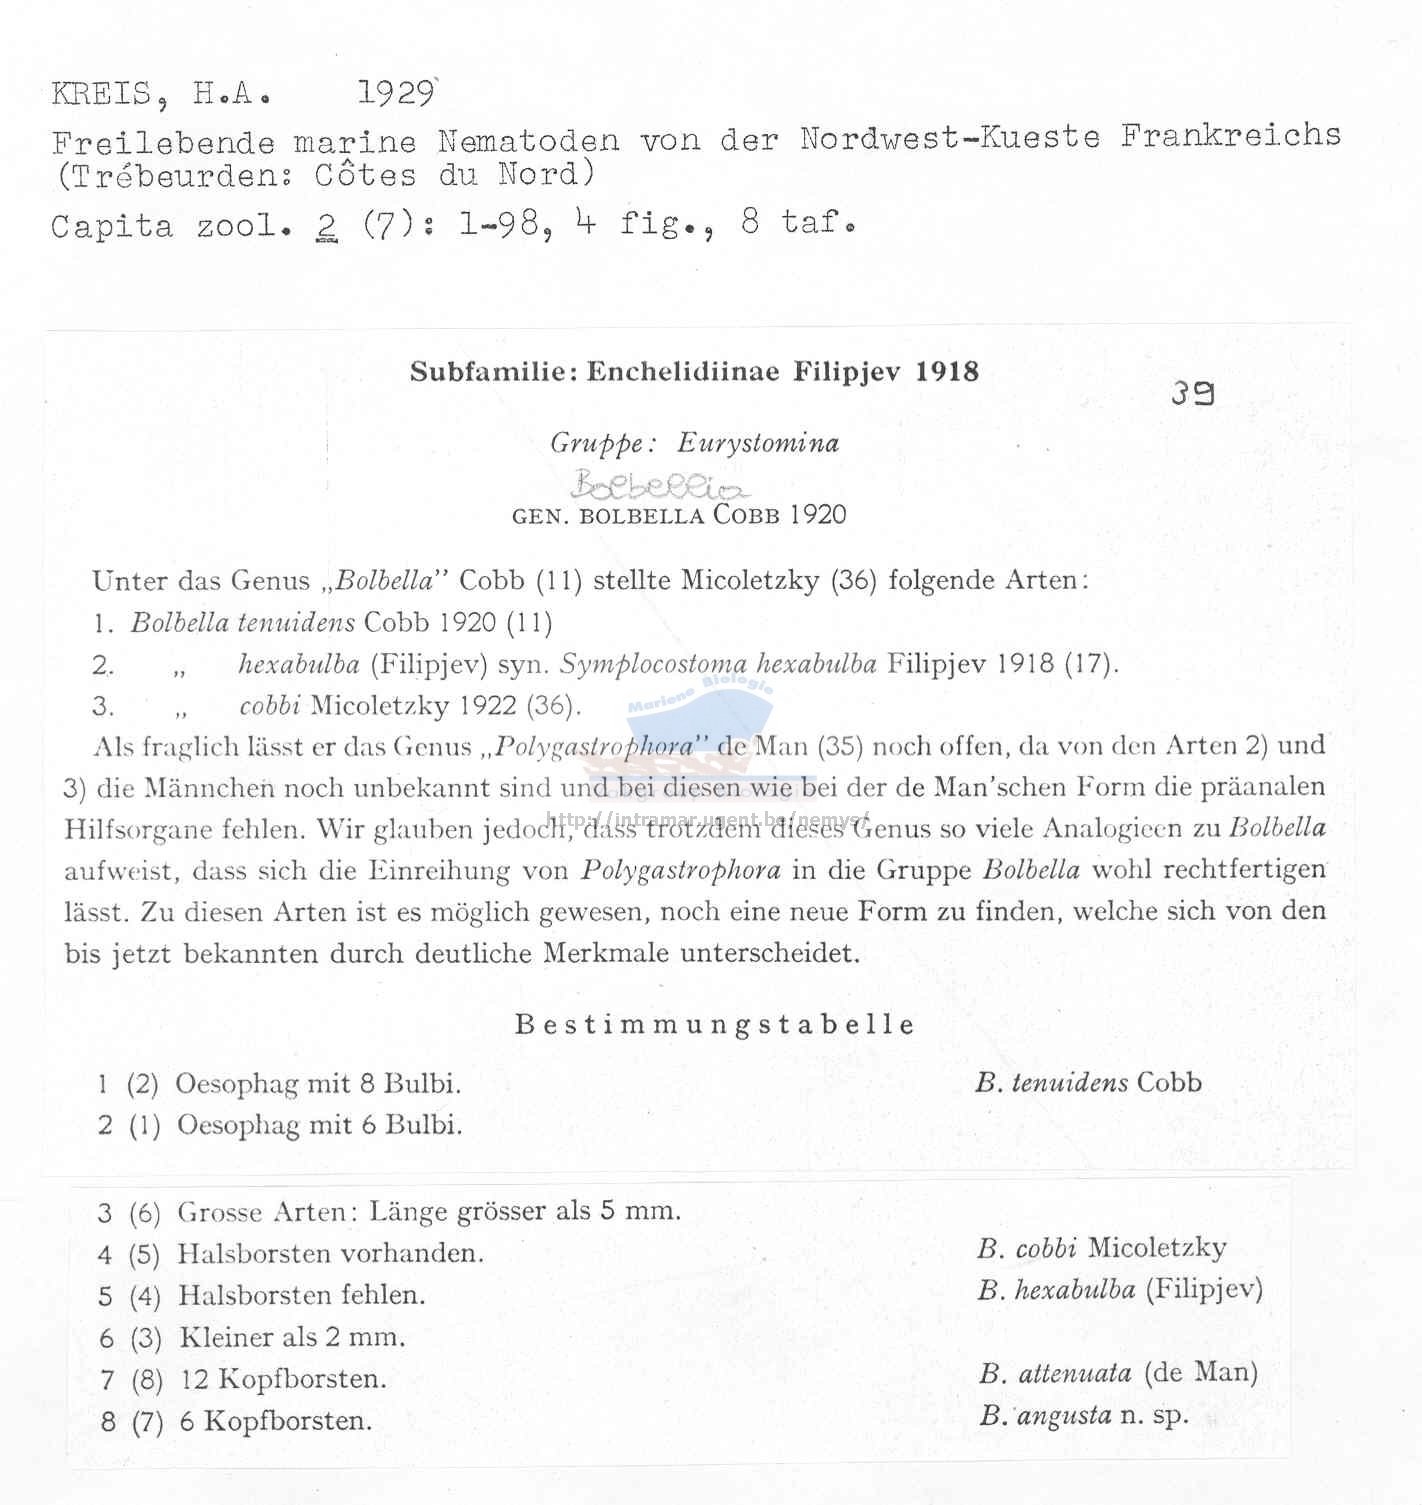 KREIS, H.A. 1929
Freilebende marine Nematoden von der Nordwest-Kueste Frankreichs
(Trébeurden: Côtes du Nord)
Capita zool. 2 (7): 1-98, 4 fig., 8 taf.
Subfamilie: Enchelidiinae Filipjev 1918
39
Gruppe: Eurystomina
Bolbellia
GEN. BOLBELLA COBB 1920
Unter das Genus „Bolbella” Cobb (11) stellte Micoletzky (36) folgende Arten:
1. Bolbella tenuidens Cobb 1920 (11)
2. „ hexabulba (Filipjev) syn. Symplocostoma hexabulba Filipjev 1918 (17).
3. „ cobbi Micoletzky 1922 (36).
Mariene Biologie
Als fraglich lässt er das Genus „Polygastrophora” de Man (35) noch offen, da von den Arten 2) und
3) die Männchen noch unbekannt sind und bei diesen wie bei der de Man'schen Form die präanalen
http://intramar.ugent.be/nemys/
Hilfsorgane fehlen. Wir glauben jedoch, dass trotzdem dieses Genus so viele Analogieen zu Bolbella
aufweist, dass sich die Einreihung von Polygastrophora in die Gruppe Bolbella wohl rechtfertigen
lässt. Zu diesen Arten ist es möglich gewesen, noch eine neue Form zu finden, welche sich von den
bis jetzt bekannten durch deutliche Merkmale unterscheidet.
Bestimmungstabelle
1 (2) Oesophag mit 8 Bulbi. B. tenuidens Cobb
2 (1) Oesophag mit 6 Bulbi.
3 (6) Grosse Arten: Länge grösser als 5 mm.
4 (5) Halsborsten vorhanden. B. cobbi Micoletzky
5 (4) Halsborsten fehlen. B. hexabulba (Filipjev)
6 (3) Kleiner als 2 mm.
7 (8) 12 Kopfborsten. B. attenuata (de Man)
8 (7) 6 Kopfborsten. B. angusta n. sp.